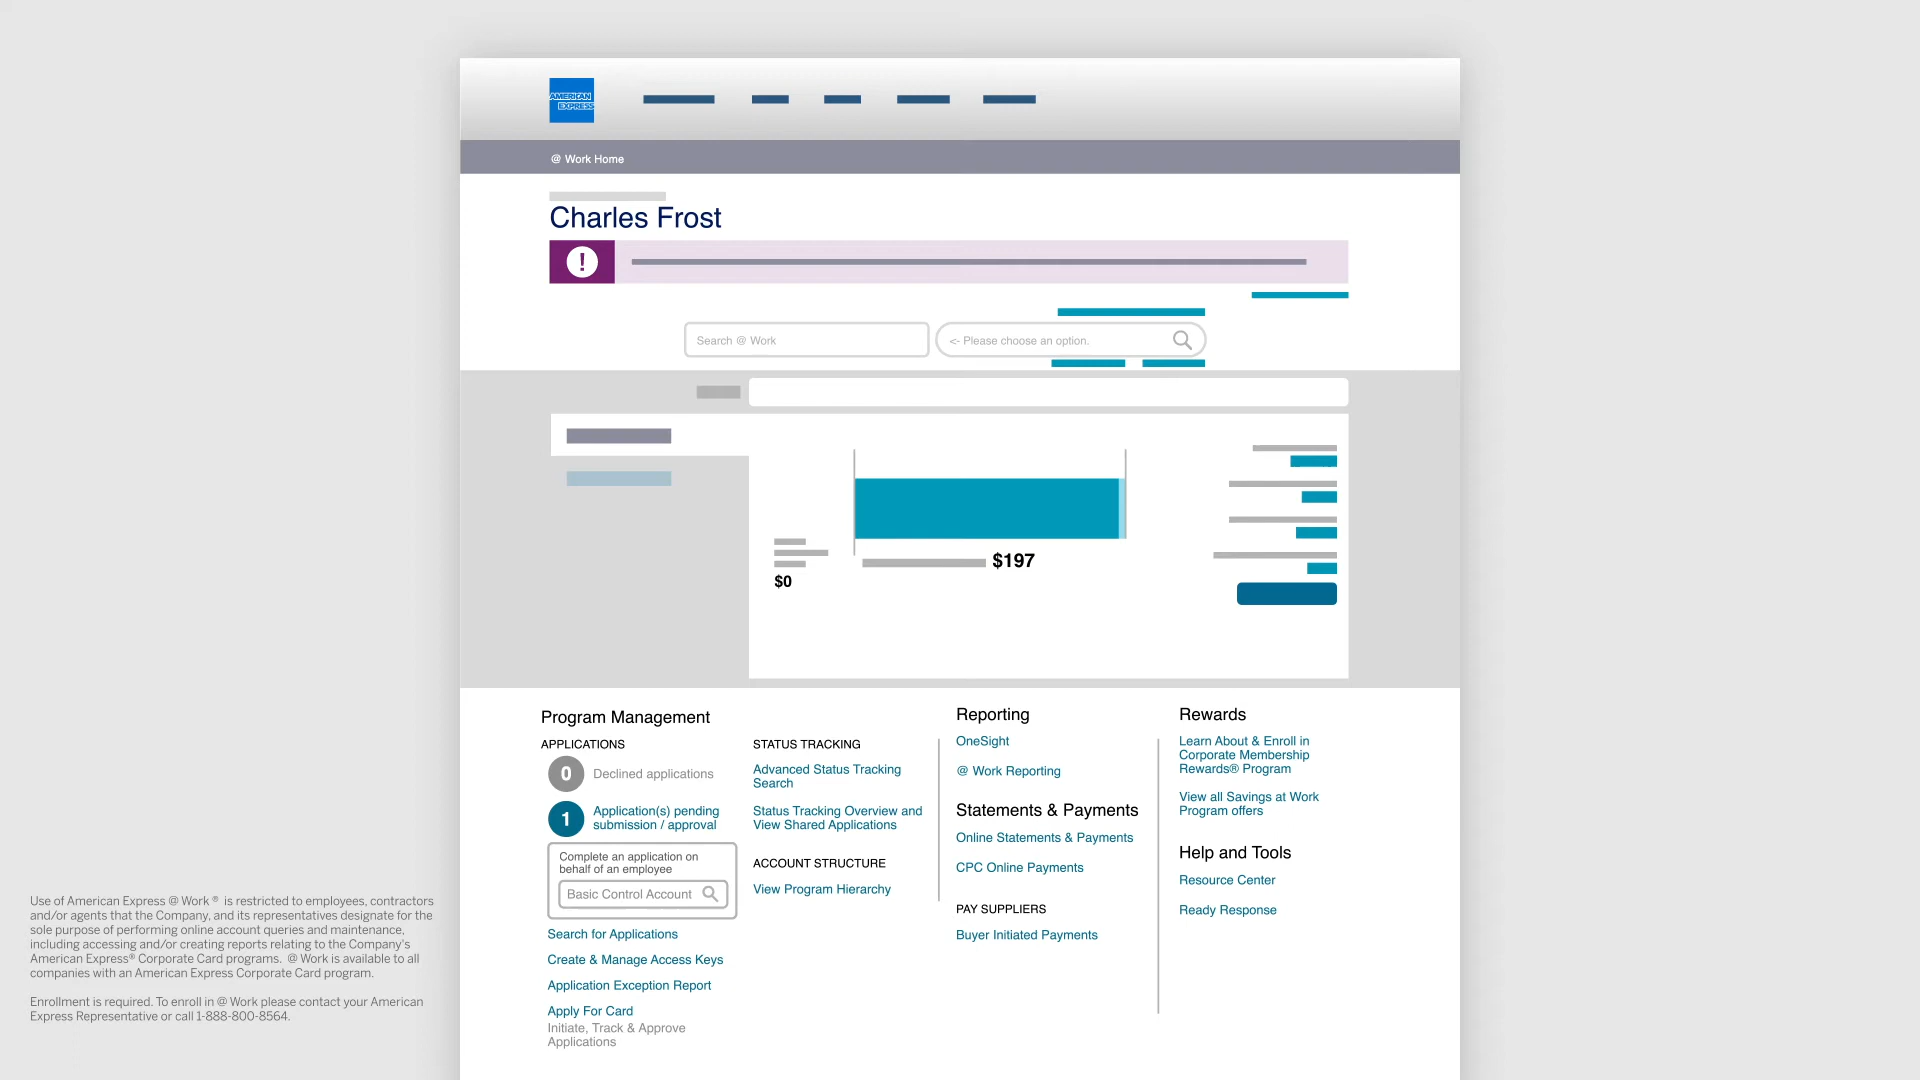 AMERICAN
EXPRESS
@ Work Home
Charles Frost
!
Search @ Work
<- Please choose an option.
$197
$0
Program Management
APPLICATIONS
0
Declined applications
1
Application(s) pending
submission / approval
Complete an application on
behalf of an employee
Basic Control Account
Search for Applications
Create & Manage Access Keys
Application Exception Report
Apply For Card
Initiate, Track & Approve
Applications
STATUS TRACKING
Advanced Status Tracking
Search
Status Tracking Overview and
View Shared Applications
ACCOUNT STRUCTURE
View Program Hierarchy
Reporting
OneSight
@ Work Reporting
Statements & Payments
Online Statements & Payments
CPC Online Payments
PAY SUPPLIERS
Buyer Initiated Payments
Rewards
Learn About & Enroll in
Corporate Membership
Rewards® Program
View all Savings at Work
Program offers
Help and Tools
Resource Center
Ready Response
Use of American Express @ Work ® is restricted to employees, contractors
and/or agents that the Company, and its representatives designate for the
sole purpose of performing online account queries and maintenance,
including accessing and/or creating reports relating to the Company's
American Express® Corporate Card programs. @ Work is available to all
companies with an American Express Corporate Card program.
Enrollment is required. To enroll in @ Work please contact your American
Express Representative or call 1-888-800-8564.